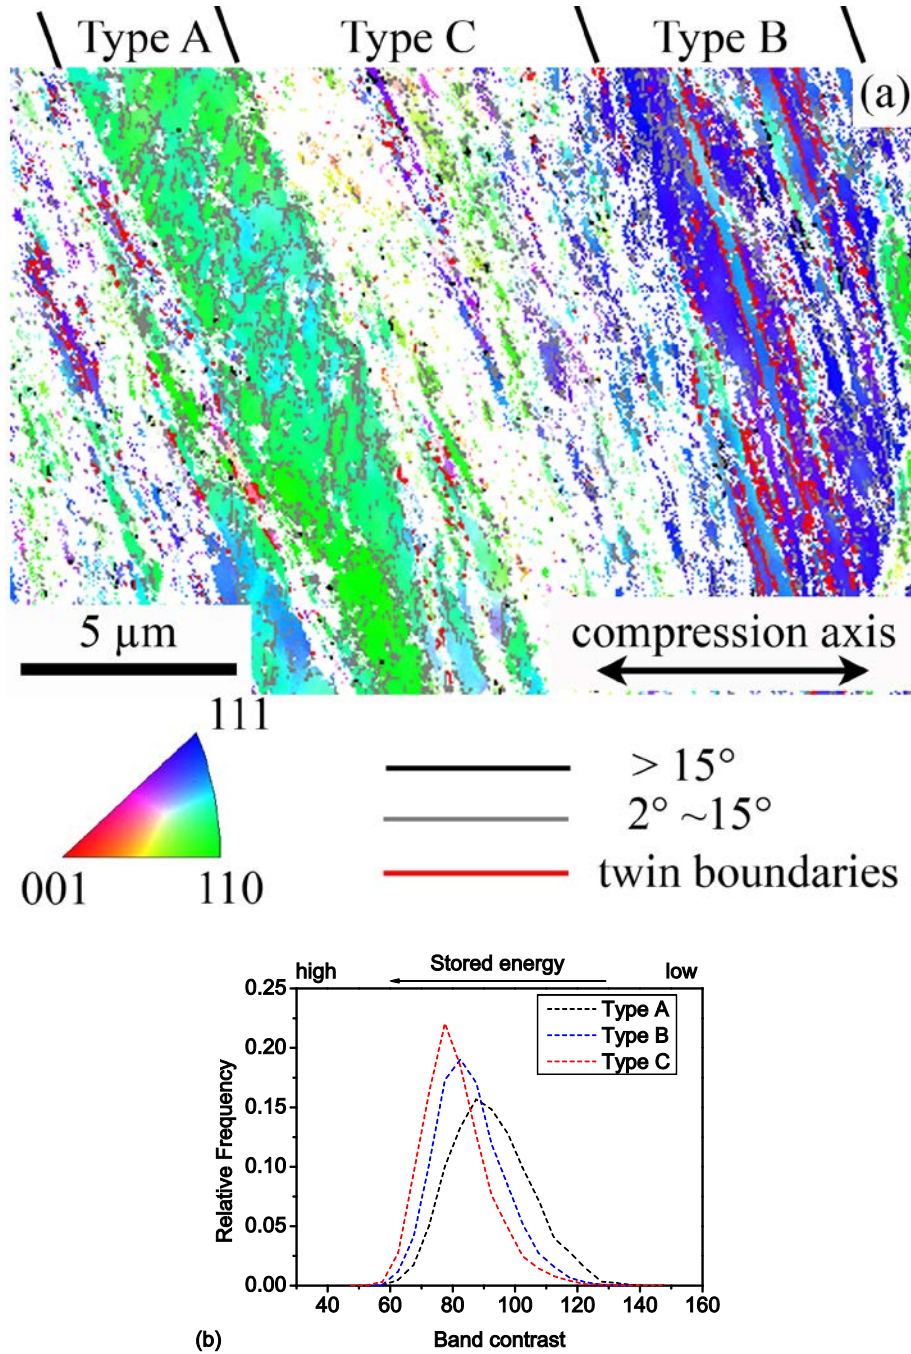 Type A Type C Type B
(a)
5 µm
compression axis
111
001 110
> 15°
2° ~15°
twin boundaries
high Stored energy low
0.25
0.20
0.15
0.10
0.05
0.00
Relative Frequency
Type A
Type B
Type C
40 60 80 100 120 140 160
(b) Band contrast